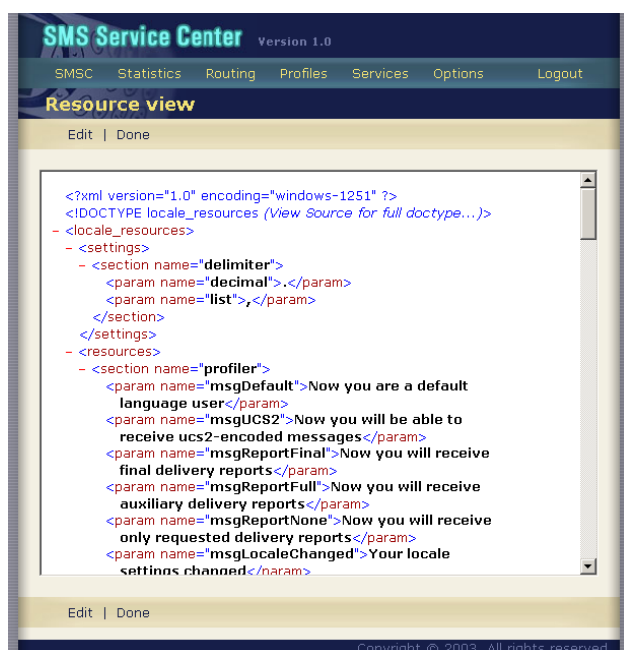 SMS Service Center Version 1.0
SMSC Statistics Routing Profiles Services Options Logout
Resource view
Edit | Done
<?xml version="1.0" encoding="windows-1251" ?>
<!DOCTYPE locale_resources (View Source for full doctype...)>
- <locale_resources>
- <settings>
- <section name="delimiter">
<param name="decimal">.</param>
<param name="list">,</param>
</section>
</settings>
- <resources>
- <section name="profiler">
<param name="msgDefault">Now you are a default
language user</param>
<param name="msgUCS2">Now you will be able to
receive ucs2-encoded messages</param>
<param name="msgReportFinal">Now you will receive
final delivery reports</param>
<param name="msgReportFull">Now you will receive
auxiliary delivery reports</param>
<param name="msgReportNone">Now you will receive
only requested delivery reports</param>
<param name="msgLocaleChanged">Your locale
settings changed</param>
Edit | Done
Copyright © 2003. All rights reserved